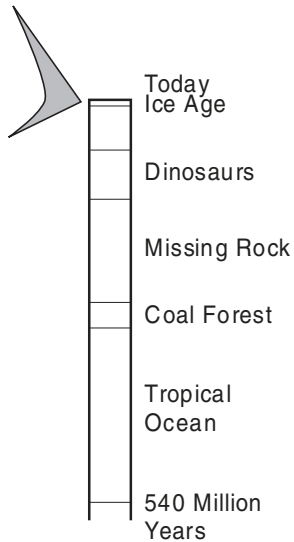 Today
Ice Age
Dinosaurs
Missing Rock
Coal Forest
Tropical
Ocean
540 Million
Years